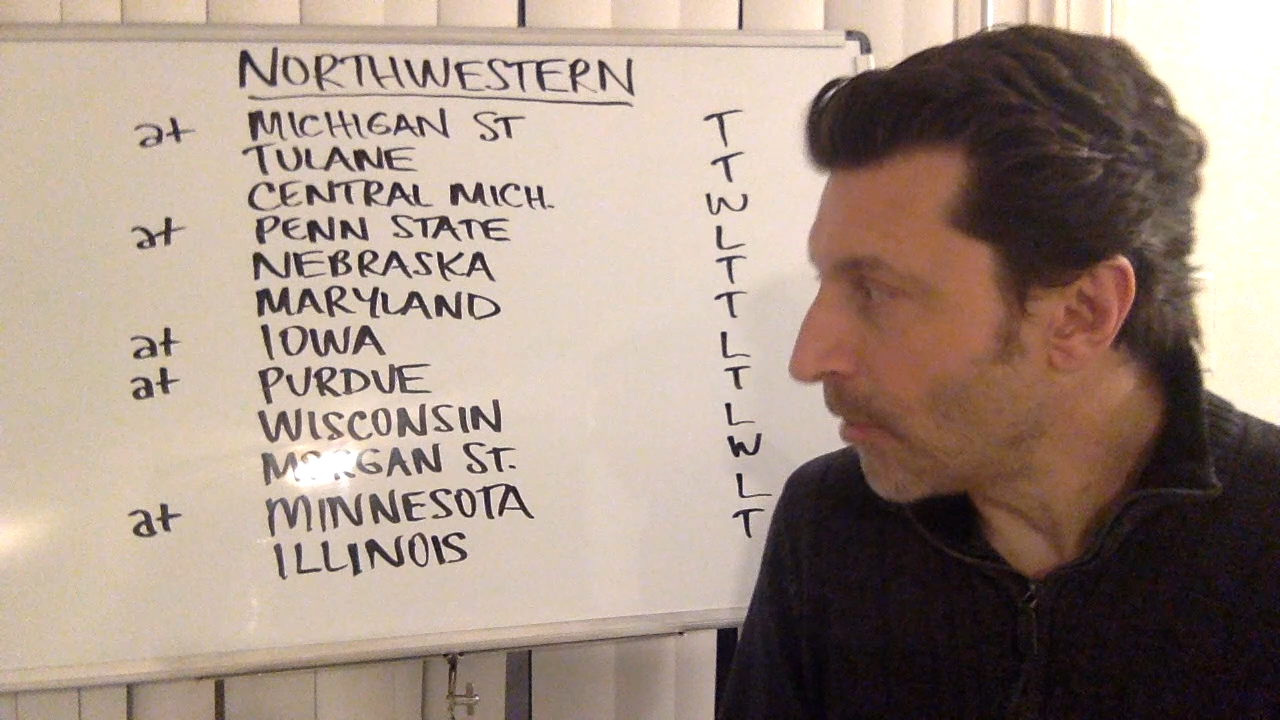 NORTHWESTERN
at MICHIGAN ST T
TULANE T
CENTRAL MICH. W
at PENN STATE L
NEBRASKA T
MARYLAND T
at IOWA L
at PURDUE T
WISCONSIN L
MORGAN ST. W
at MINNESOTA L
ILLINOIS T